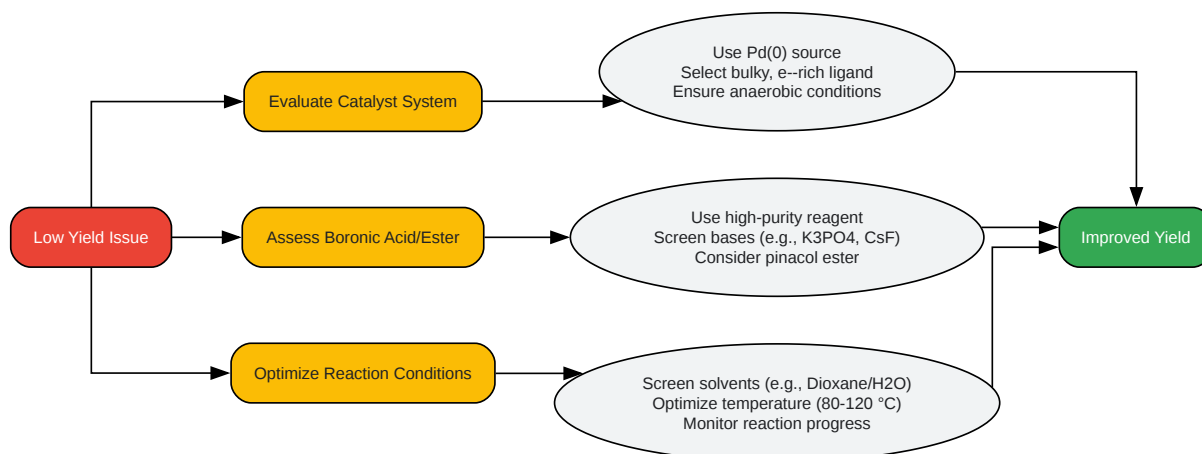 Low Yield Issue
Evaluate Catalyst System
Use Pd(0) source
Select bulky, e--rich ligand
Ensure anaerobic conditions
Assess Boronic Acid/Ester
Use high-purity reagent
Screen bases (e.g., K3PO4, CsF)
Consider pinacol ester
Optimize Reaction Conditions
Screen solvents (e.g., Dioxane/H2O)
Optimize temperature (80-120 °C)
Monitor reaction progress
Improved Yield